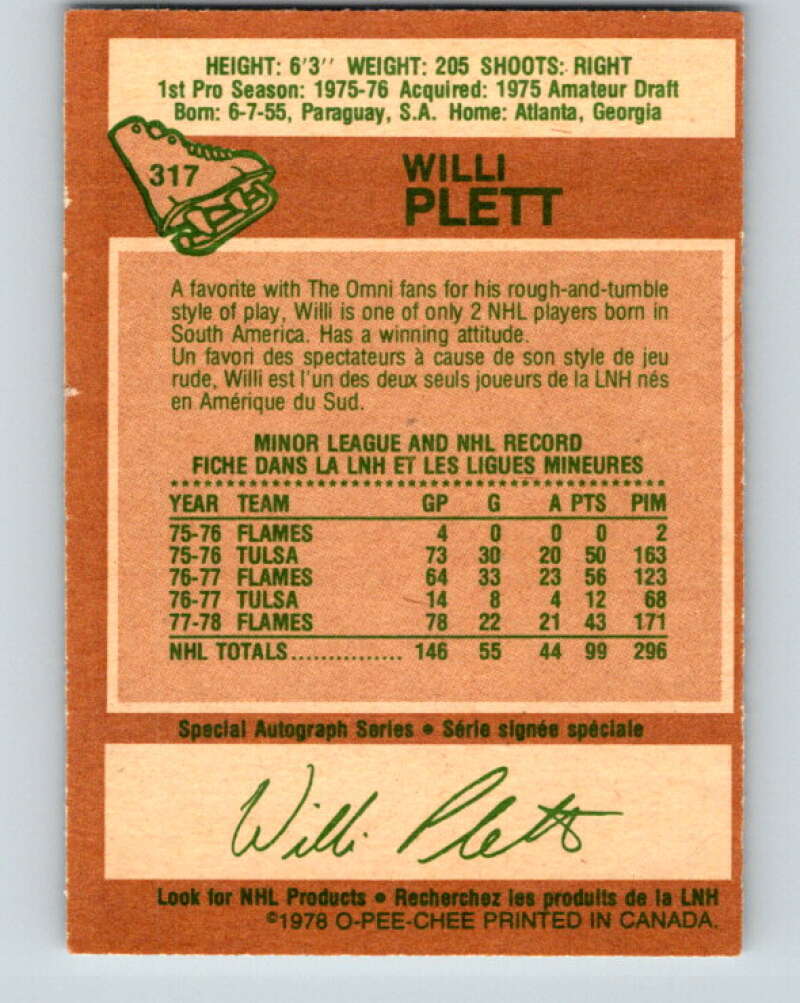 HEIGHT: 6'3'' WEIGHT: 205 SHOOTS: RIGHT
1st Pro Season: 1975-76 Acquired: 1975 Amateur Draft
Born: 6-7-55, Paraguay, S.A. Home: Atlanta, Georgia
317
WILLI
PLETT
A favorite with The Omni fans for his rough-and-tumble
style of play, Willi is one of only 2 NHL players born in
South America. Has a winning attitude.
Un favori des spectateurs à cause de son style de jeu
rude, Willi est l'un des deux seuls joueurs de la LNH nés
en Amérique du Sud.
MINOR LEAGUE AND NHL RECORD
FICHE DANS LA LNH ET LES LIGUES MINEURES
YEAR TEAM GP G A PTS PIM
75-76 FLAMES 4 0 0 0 2
75-76 TULSA 73 30 20 50 163
76-77 FLAMES 64 33 23 56 123
76-77 TULSA 14 8 4 12 68
77-78 FLAMES 78 22 21 43 171
NHL TOTALS............... 146 55 44 99 296
Special Autograph Series • Série signée spéciale
Willi Plett
Look for NHL Products • Recherchez les produits de la LNH
©1978 O-PEE-CHEE PRINTED IN CANADA.